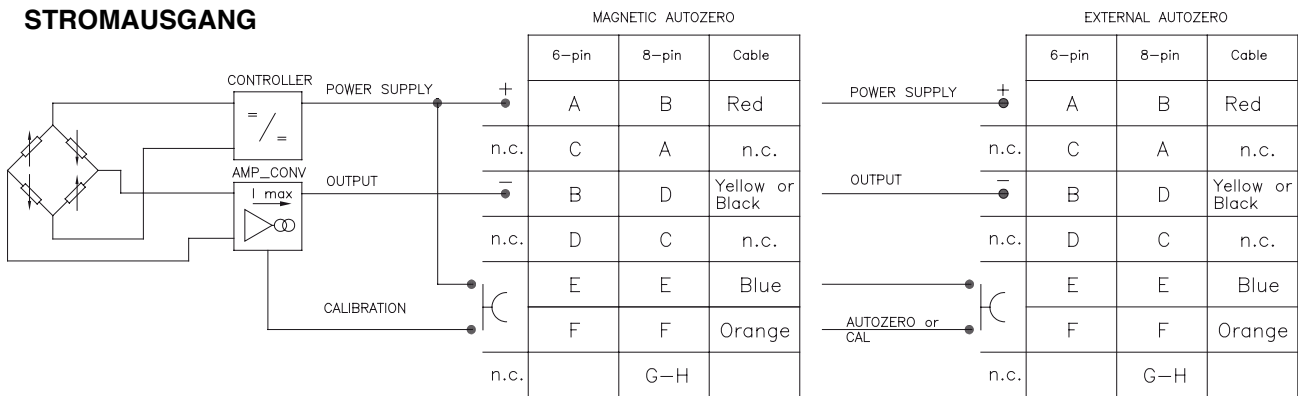 STROMAUSGANG
MAGNETIC AUTOZERO
6-pin 8-pin Cable
CONTROLLER
= / =
POWER SUPPLY + A B Red
n.c. C A n.c.
AMP_CONV
I max
OUTPUT - B D Yellow or
Black
n.c. D C n.c.
E E Blue
CALIBRATION F F Orange
n.c. G-H
EXTERNAL AUTOZERO
6-pin 8-pin Cable
POWER SUPPLY + A B Red
n.c. C A n.c.
OUTPUT - B D Yellow or
Black
n.c. D C n.c.
E E Blue
AUTOZERO or
CAL
F F Orange
n.c. G-H